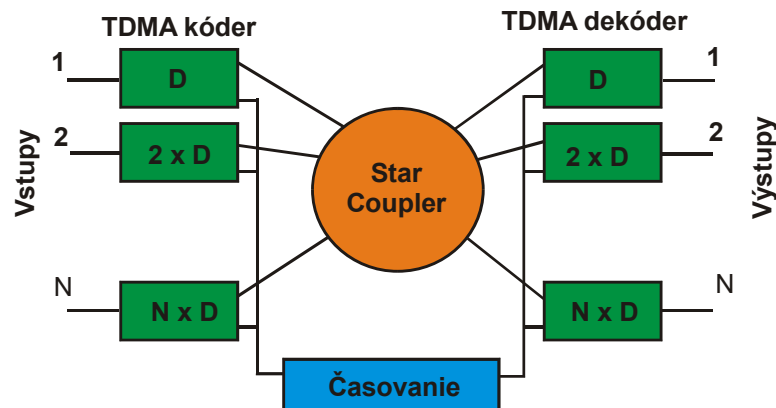 TDMA kóder
TDMA dekóder
1
D
D
1
2
2 x D
2 x D
2
Vstupy
Star
Coupler
Výstupy
N
N x D
N x D
N
Časovanie